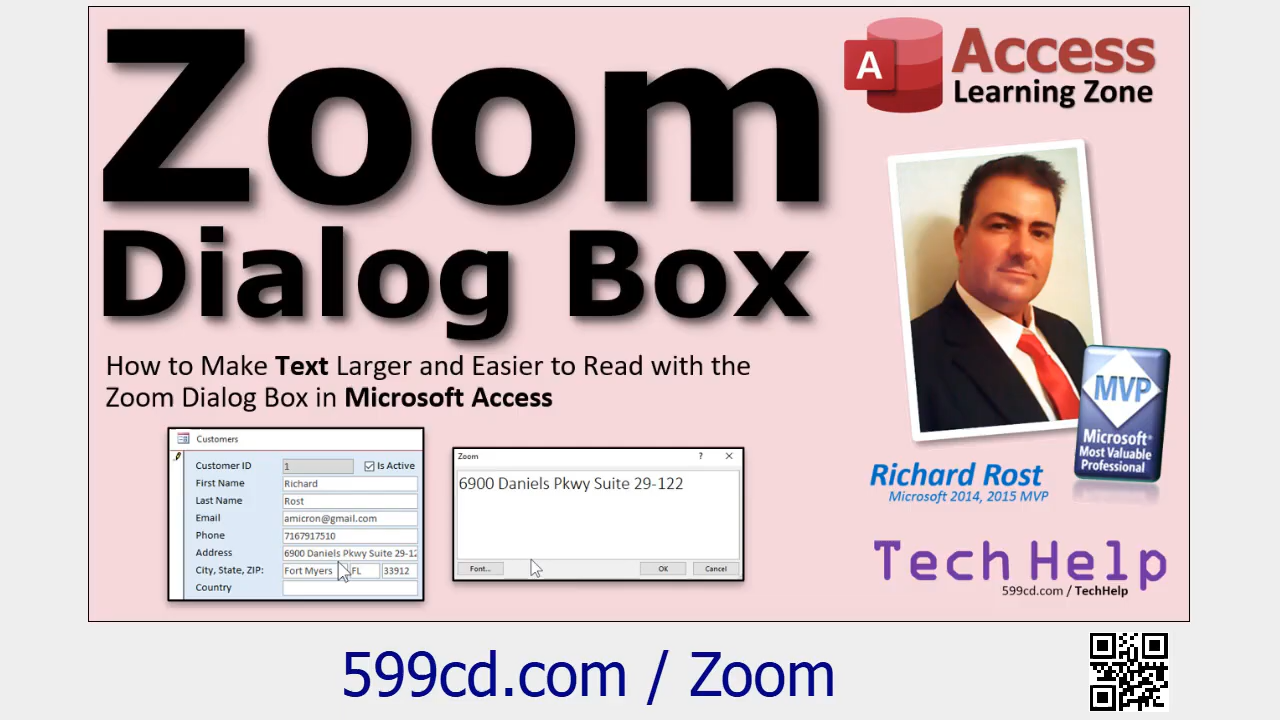 Zoom
Dialog Box
How to Make Text Larger and Easier to Read with the
Zoom Dialog Box in Microsoft Access
A
Access
Learning Zone
MVP
Microsoft®
Most Valuable
Professional
Richard Rost
Microsoft 2014, 2015 MVP
Customers
Customer ID 1 Is Active
First Name Richard
Last Name Rost
Email amicron@gmail.com
Phone 7167917510
Address 6900 Daniels Pkwy Suite 29-12
City, State, ZIP: Fort Myers FL 33912
Country
Zoom ? ×
6900 Daniels Pkwy Suite 29-122
Font... OK Cancel
Tech Help
599cd.com / TechHelp
599cd.com / Zoom